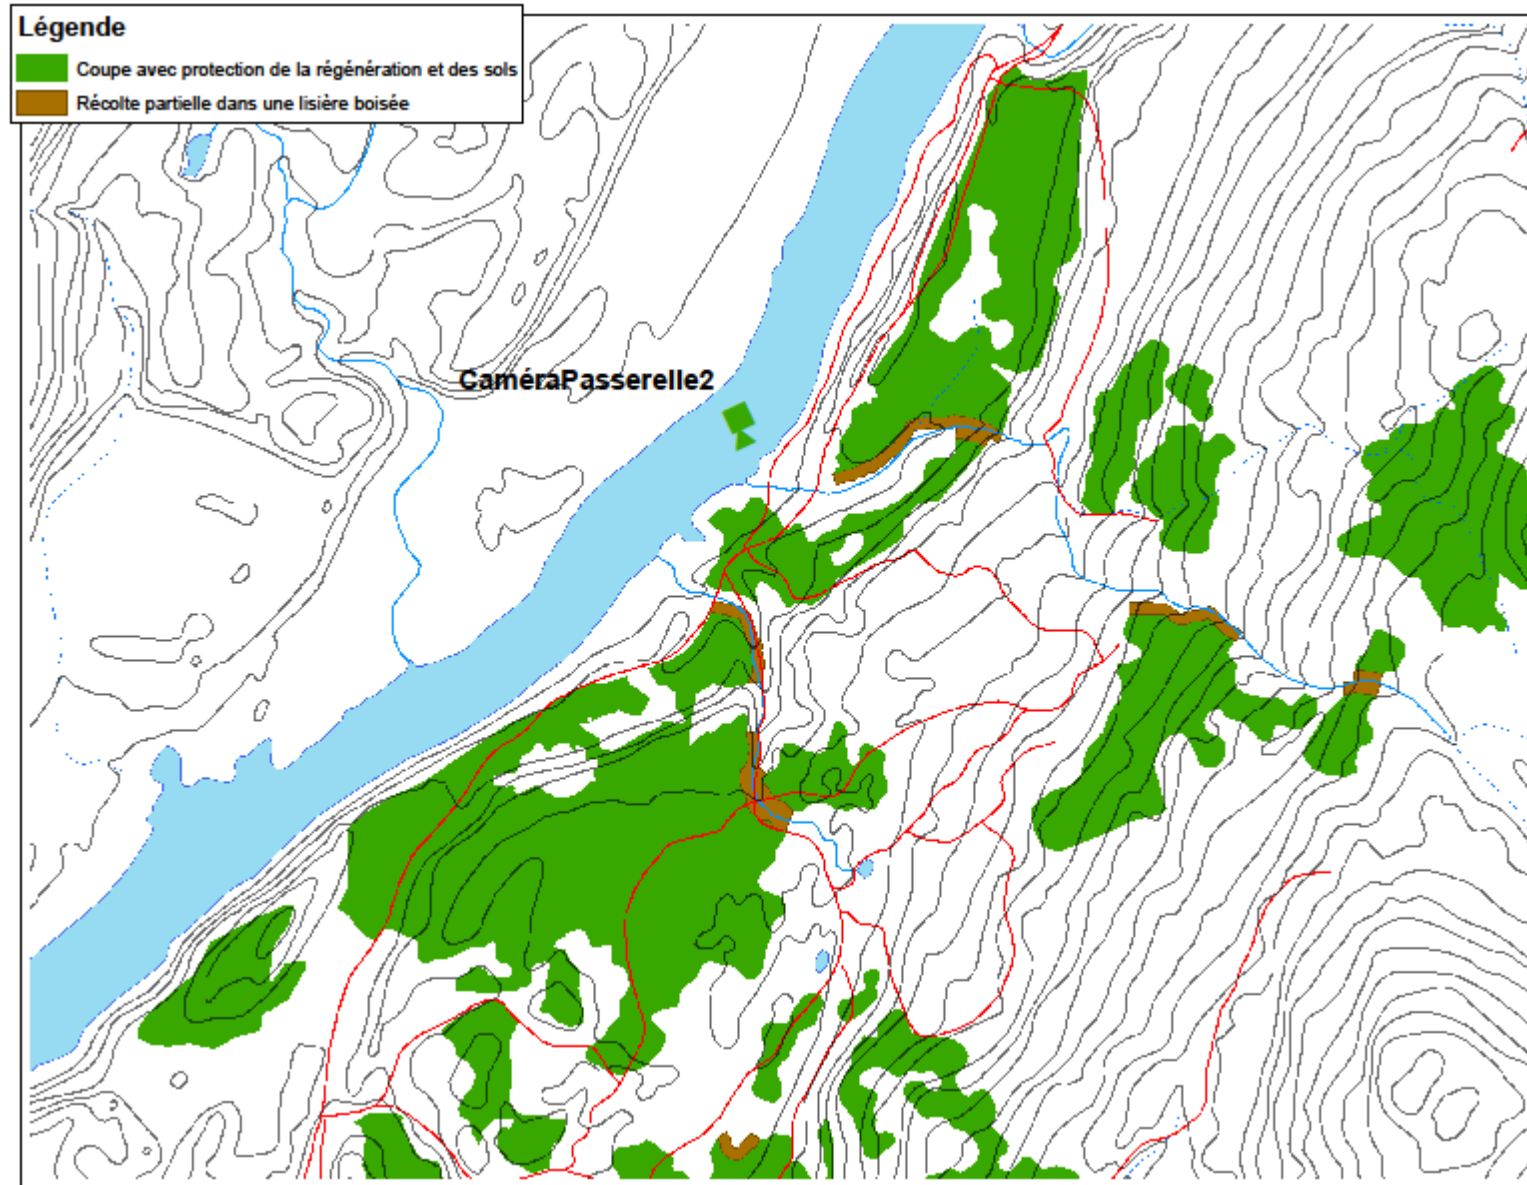 Légende
Coupe avec protection de la régénération et des sols
Récolte partielle dans une lisière boisée
CaméraPasserelle2